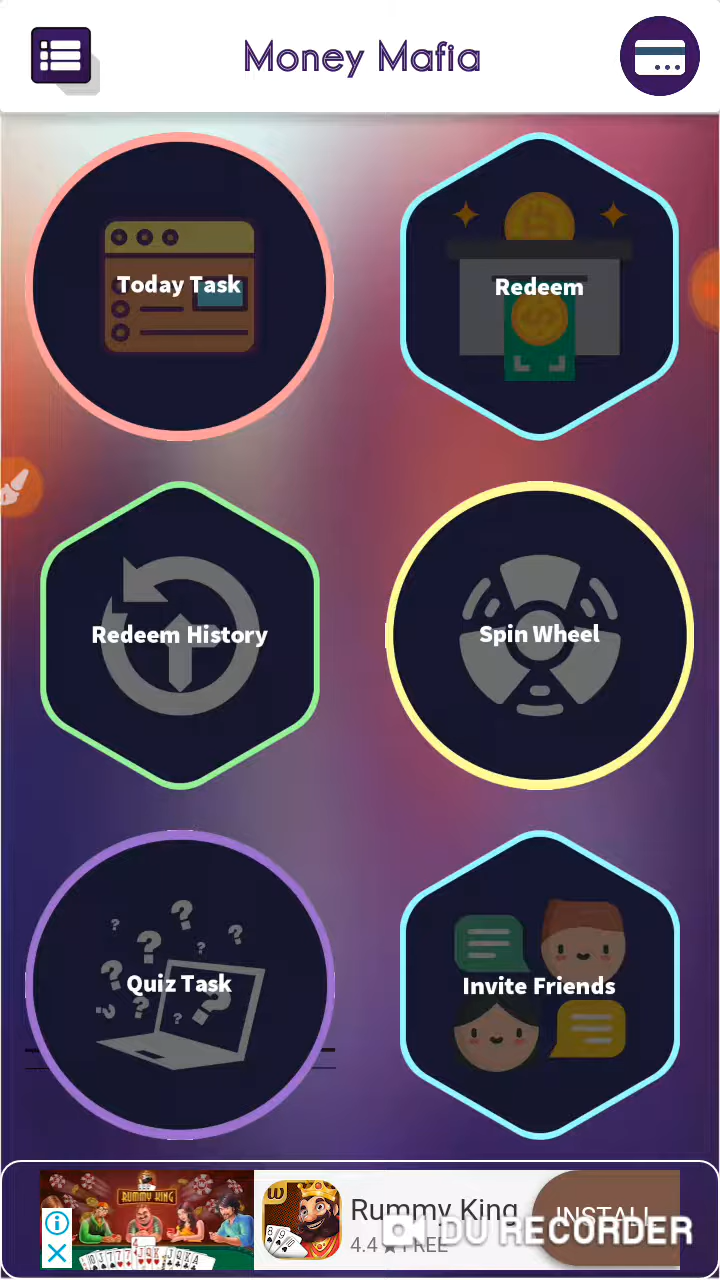 Money Mafia
Today Task
Redeem
Redeem History
Spin Wheel
Quiz Task
Invite Friends
RUMMY KING
Rummy King
4.4 ★ FREE
INSTALL
DU RECORDER